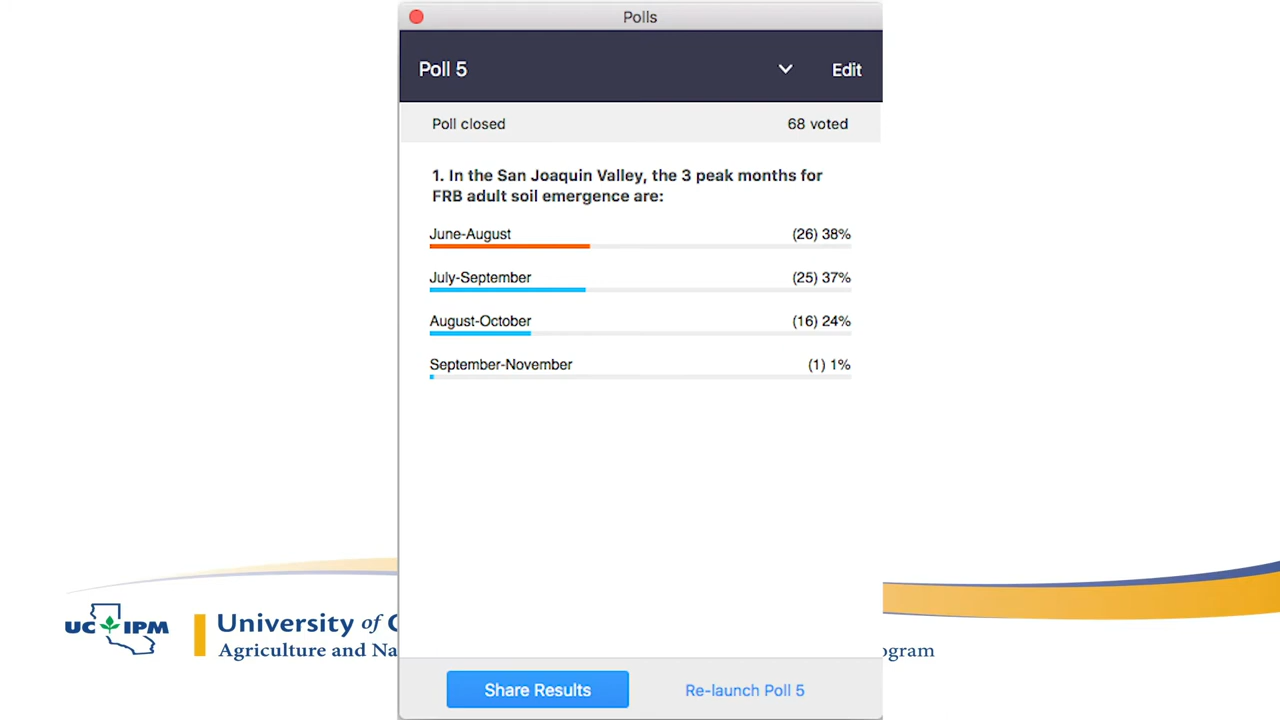 Polls
Poll 5
Edit
Poll closed
68 voted
1. In the San Joaquin Valley, the 3 peak months for
FRB adult soil emergence are:
June-August (26) 38%
July-September (25) 37%
August-October (16) 24%
September-November (1) 1%
UC IPM
University of C
Agriculture and Na
ogram
Share Results
Re-launch Poll 5